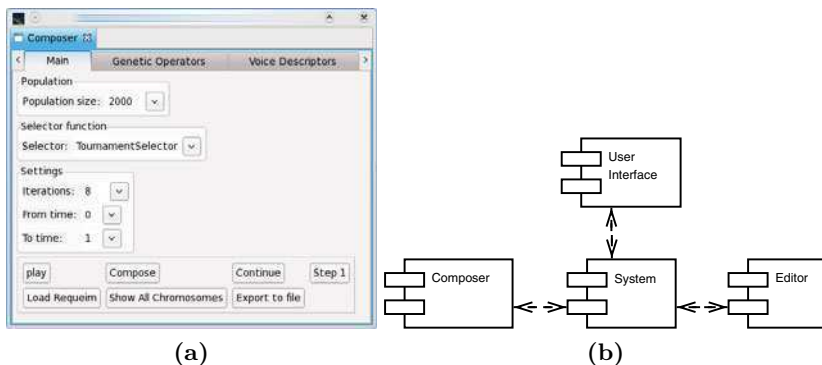 Composer
Main Genetic Operators Voice Descriptors
Population
Population size: 2000
Selector function
Selector: TournamentSelector
Settings
Iterations: 8
From time: 0
To time: 1
play Compose Continue Step 1
Load Requeim Show All Chromosomes Export to file
(a)
User
Interface
Composer
System
Editor
(b)